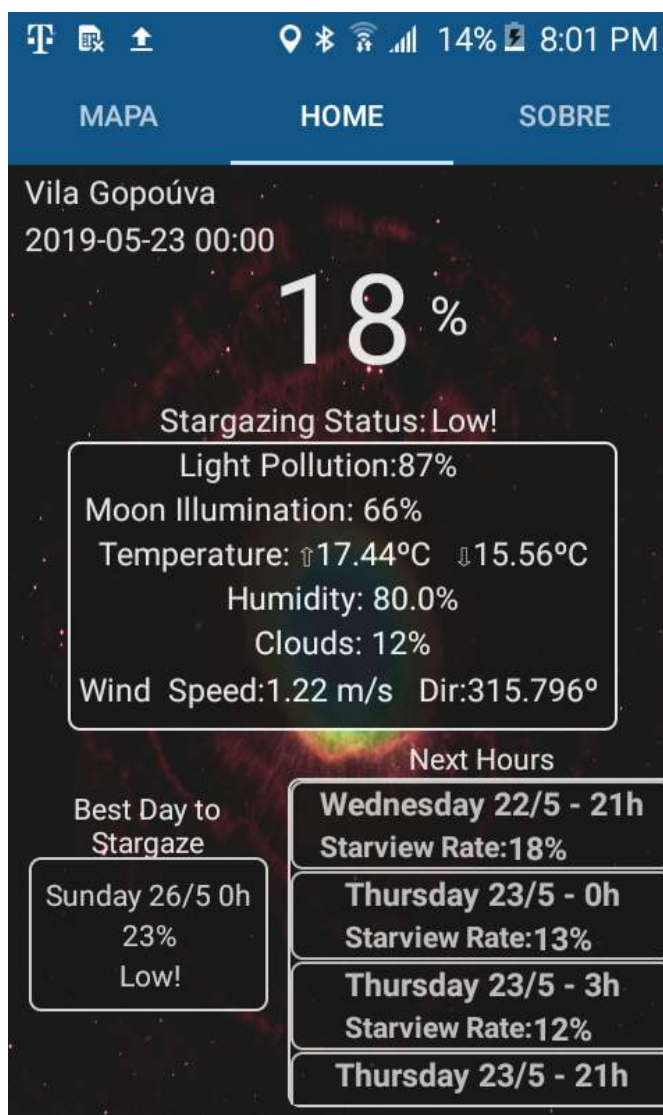 14% 8:01 PM
MAPA HOME SOBRE
Vila Gopoúva
2019-05-23 00:00
18 %
Stargazing Status: Low!
Light Pollution:87%
Moon Illumination: 66%
Temperature: ⇧17.44ºC ⇩15.56ºC
Humidity: 80.0%
Clouds: 12%
Wind Speed:1.22 m/s Dir:315.796º
Best Day to
Stargaze
Sunday 26/5 0h
23%
Low!
Next Hours
Wednesday 22/5 - 21h
Starview Rate:18%
Thursday 23/5 - 0h
Starview Rate:13%
Thursday 23/5 - 3h
Starview Rate:12%
Thursday 23/5 - 21h